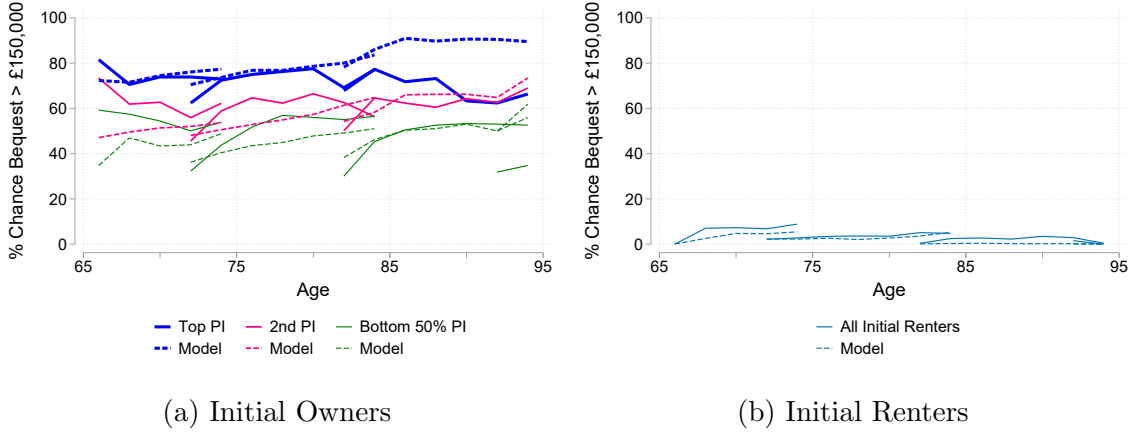 % Chance Bequest > £150,000
100
80
60
40
20
0
65
75
85
95
Age
Top PI
2nd PI
Bottom 50% PI
Model
Model
Model
(a) Initial Owners
% Chance Bequest > £150,000
100
80
60
40
20
0
65
75
85
95
Age
All Initial Renters
Model
(b) Initial Renters